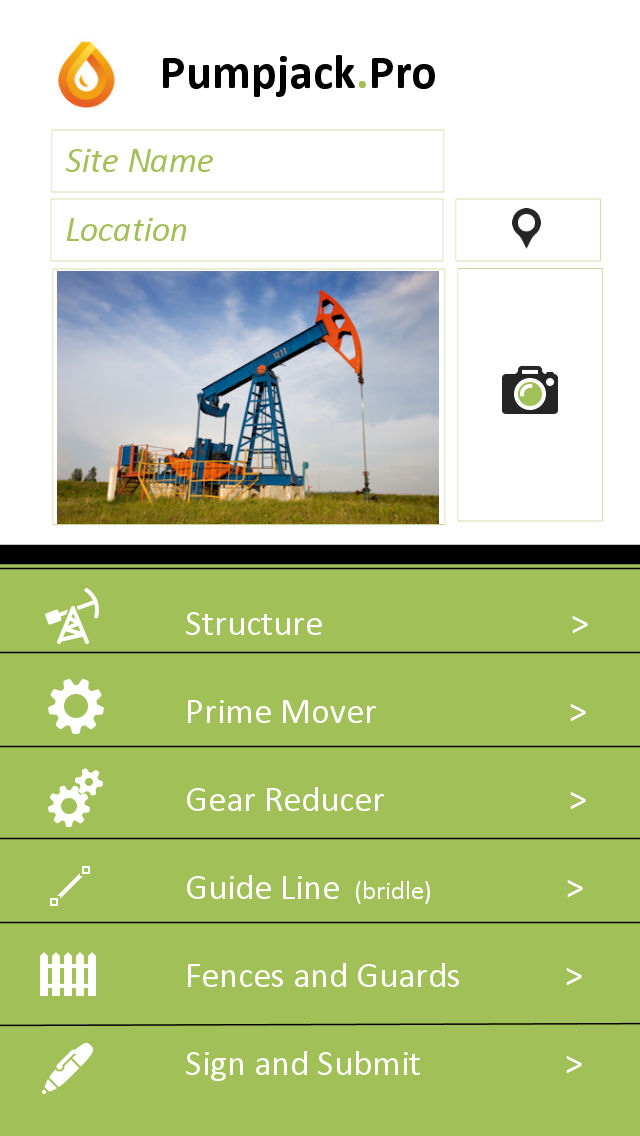 Pumpjack.Pro
Site Name
Location
Structure >
Prime Mover >
Gear Reducer >
Guide Line (bridle) >
Fences and Guards >
Sign and Submit >